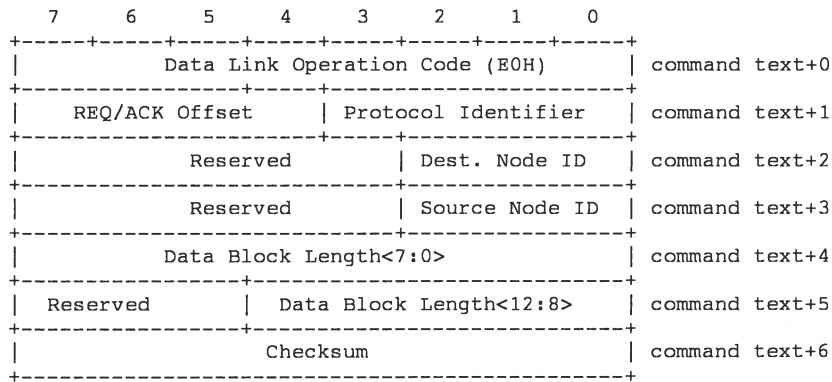 7 6 5 4 3 2 1 0
Data Link Operation Code (E0H) command text+0
REQ/ACK Offset Protocol Identifier command text+1
Reserved Dest. Node ID command text+2
Reserved Source Node ID command text+3
Data Block Length<7:0> command text+4
Reserved Data Block Length<12:8> command text+5
Checksum command text+6